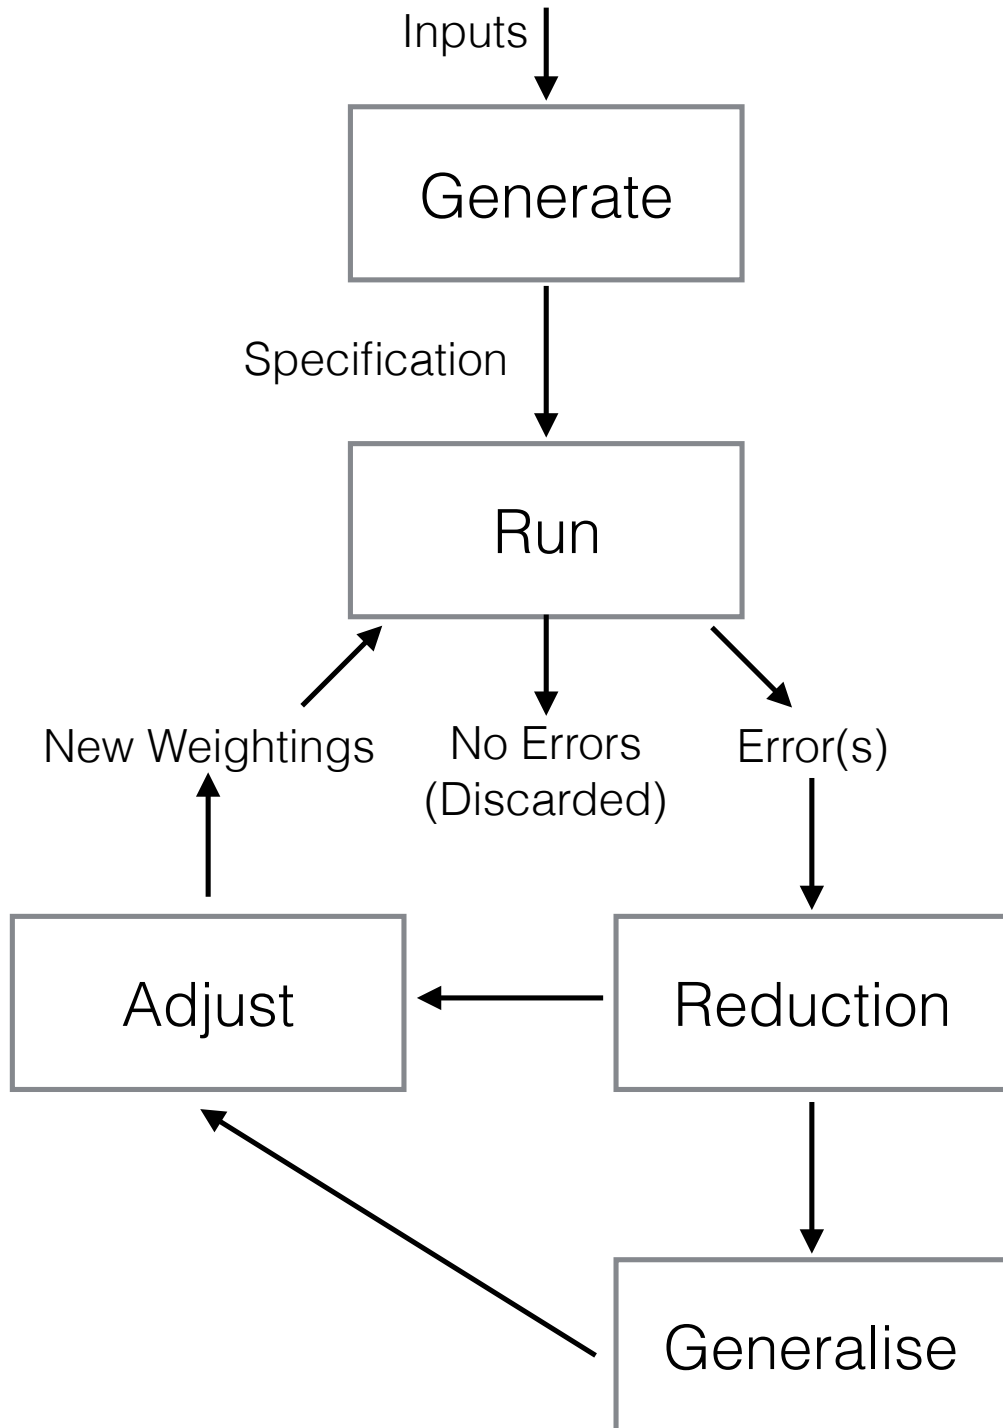 Inputs
Generate
Specification
Run
New Weightings
No Errors
(Discarded)
Error(s)
Adjust
Reduction
Generalise